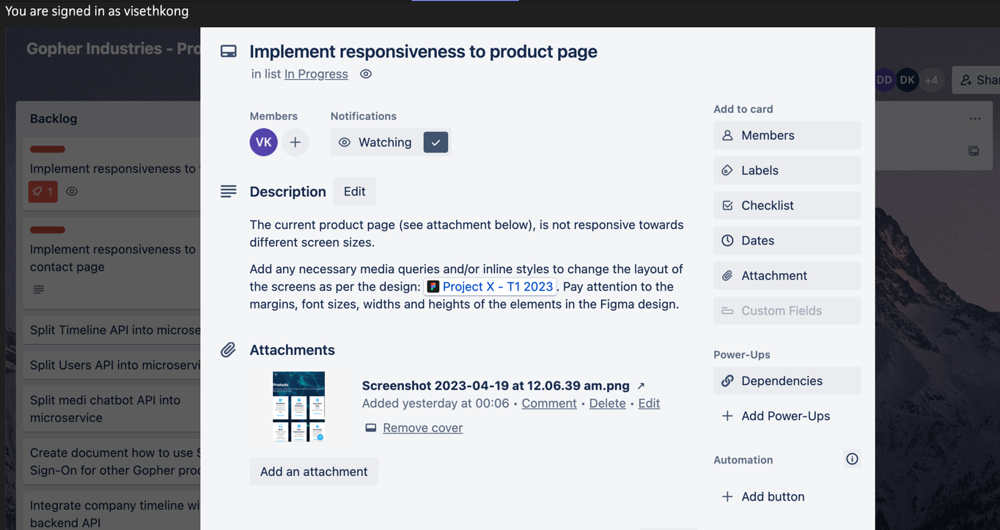 You are signed in as visethkong
Gopher Industries - Pro
DD DK +4 Shar
Implement responsiveness to product page
in list In Progress
Members
Notifications
VK
Watching
Description Edit
The current product page (see attachment below), is not responsive towards
different screen sizes.
Add any necessary media queries and/or inline styles to change the layout of
the screens as per the design: Project X - T1 2023. Pay attention to the
margins, font sizes, widths and heights of the elements in the Figma design.
Attachments
Products
Screenshot 2023-04-19 at 12.06.39 am.png ↗
Added yesterday at 00:06 • Comment • Delete • Edit
Remove cover
Add an attachment
Add to card
Members
Labels
Checklist
Dates
Attachment
Custom Fields
Power-Ups
Dependencies
+ Add Power-Ups
Automation
+ Add button
Backlog
Implement responsiveness to
1
Implement responsiveness to
contact page
Split Timeline API into microse
Split Users API into microservi
Split medi chatbot API into
microservice
Create document how to use S
Sign-On for other Gopher prod
Integrate company timeline wi
backend API